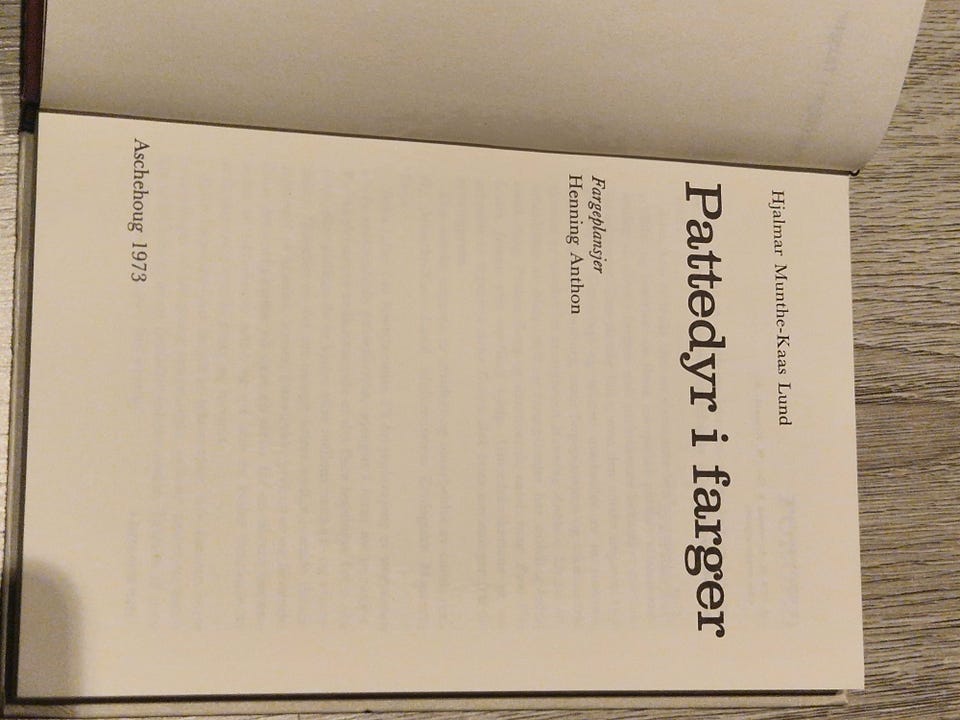 Hjalmar Munthe-Kaas Lund
Pattedyr i farger
Fargeplansjer
Henning Anthon
Aschehoug 1973